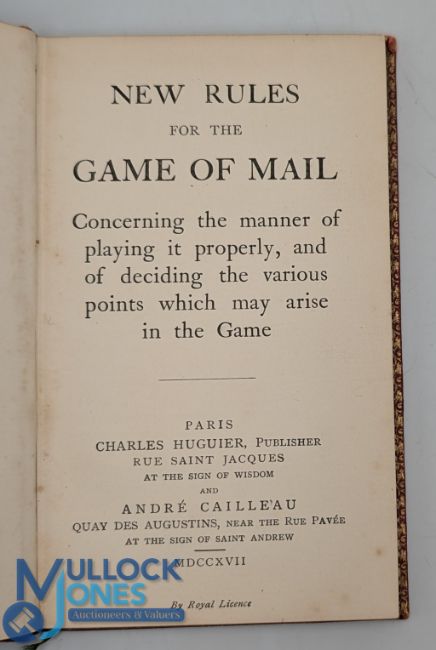 NEW RULES
FOR THE
GAME OF MAIL
Concerning the manner of
playing it properly, and
of deciding the various
points which may arise
in the Game
PARIS
CHARLES HUGUIER, PUBLISHER
RUE SAINT JACQUES
AT THE SIGN OF WISDOM
AND
ANDRÉ CAILLEAU
QUAY DES AUGUSTINS, NEAR THE RUE PAVÉE
AT THE SIGN OF SAINT ANDREW
MDCCXVII
By Royal Licence
MULLOCK
JONES
Auctioneers & Valuers